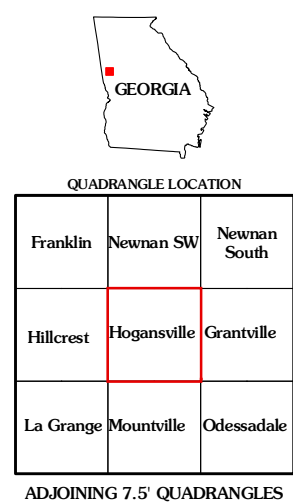 GEORGIA
QUADRANGLE LOCATION
Franklin
Newnan SW
Newnan
South
Hillcrest
Hogansville
Grantville
La Grange
Mountville
Odessadale
ADJOINING 7.5' QUADRANGLES